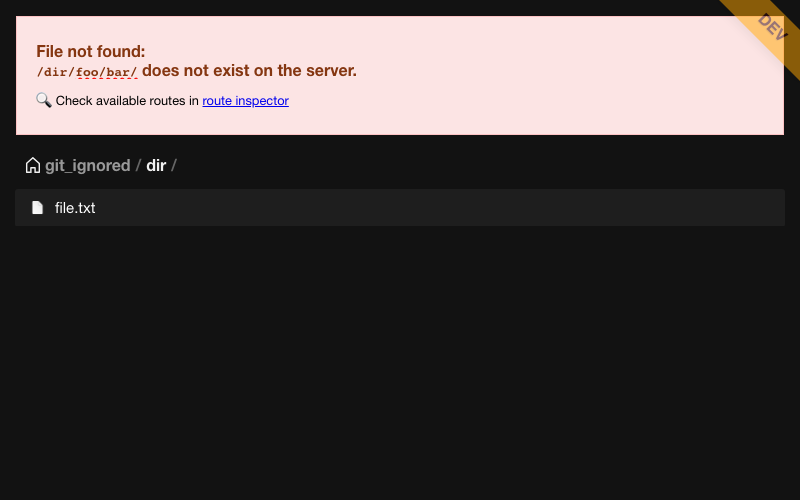 DEV
File not found:
/dir/foo/bar/ does not exist on the server.
🔍 Check available routes in route inspector
git_ignored / dir /
file.txt